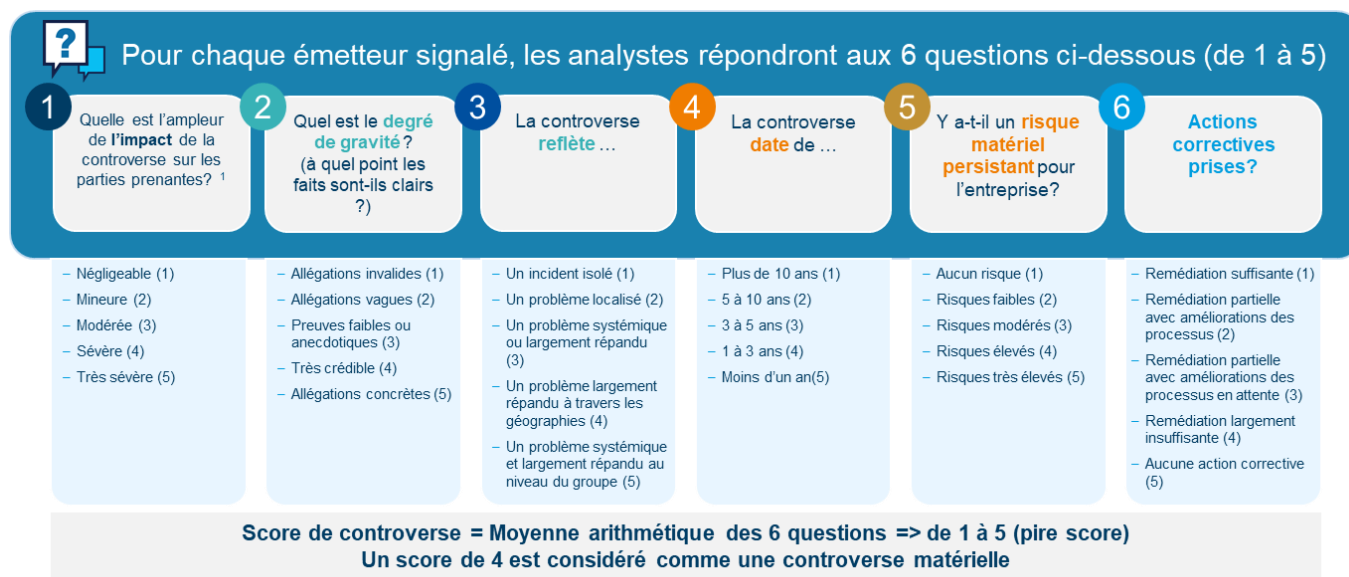 ?
Pour chaque émetteur signalé, les analystes répondront aux 6 questions ci-dessous (de 1 à 5)
1
Quelle est l'ampleur
de l'impact de la
controverse sur les
parties prenantes? 1
2
Quel est le degré
de gravité ?
(à quel point les
faits sont-ils clairs
?)
3
La controverse
reflète …
4
La controverse
date de …
5
Y a-t-il un risque
matériel
persistant pour
l'entreprise?
6
Actions
correctives
prises?
– Négligeable (1)
– Mineure (2)
– Modérée (3)
– Sévère (4)
– Très sévère (5)
– Allégations invalides (1)
– Allégations vagues (2)
– Preuves faibles ou
anecdotiques (3)
– Très crédible (4)
– Allégations concrètes (5)
– Un incident isolé (1)
– Un problème localisé (2)
– Un problème systémique
ou largement répandu
(3)
– Un problème largement
répandu à travers les
géographies (4)
– Un problème systémique
et largement répandu au
niveau du groupe (5)
– Plus de 10 ans (1)
– 5 à 10 ans (2)
– 3 à 5 ans (3)
– 1 à 3 ans (4)
– Moins d'un an(5)
– Aucun risque (1)
– Risques faibles (2)
– Risques modérés (3)
– Risques élevés (4)
– Risques très élevés (5)
– Remédiation suffisante (1)
– Remédiation partielle
avec améliorations des
processus (2)
– Remédiation partielle
avec améliorations des
processus en attente (3)
– Remédiation largement
insuffisante (4)
– Aucune action corrective
(5)
Score de controverse = Moyenne arithmétique des 6 questions => de 1 à 5 (pire score)
Un score de 4 est considéré comme une controverse matérielle